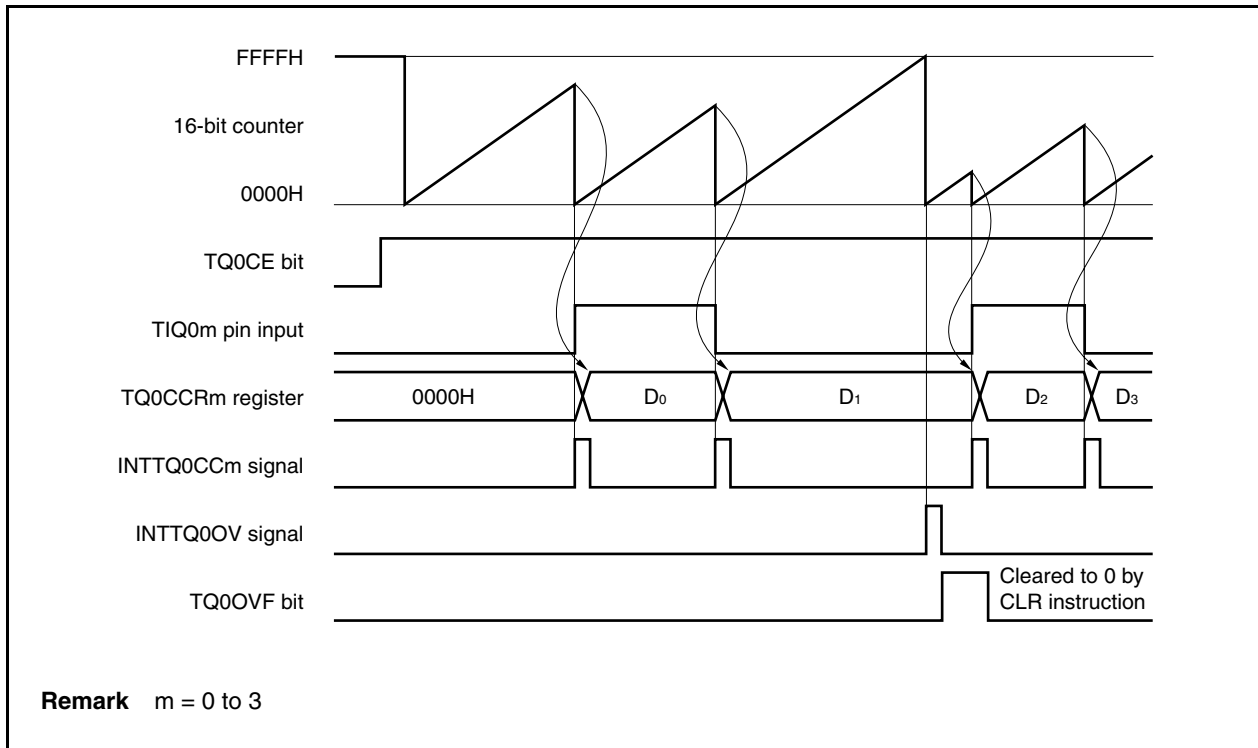 FFFFH
16-bit counter
0000H
TQ0CE bit
TIQ0m pin input
TQ0CCRm register
0000H D0 D1 D2 D3
INTTQ0CCm signal
INTTQ0OV signal
TQ0OVF bit
Cleared to 0 by
CLR instruction
Remark m = 0 to 3